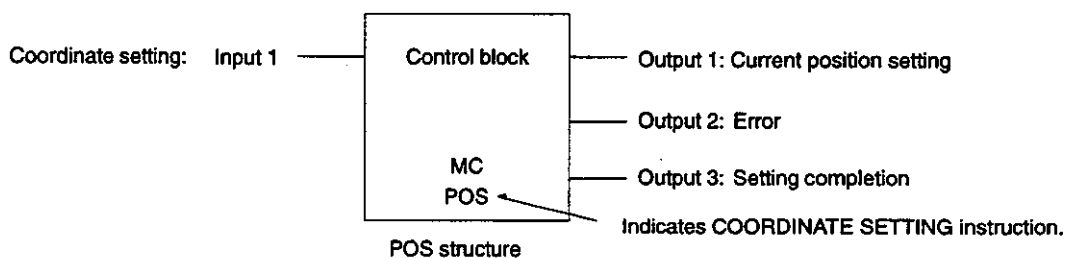 Coordinate setting: Input 1 Control block Output 1: Current position setting
Output 2: Error
MC Output 3: Setting completion
POS
Indicates COORDINATE SETTING instruction.
POS structure